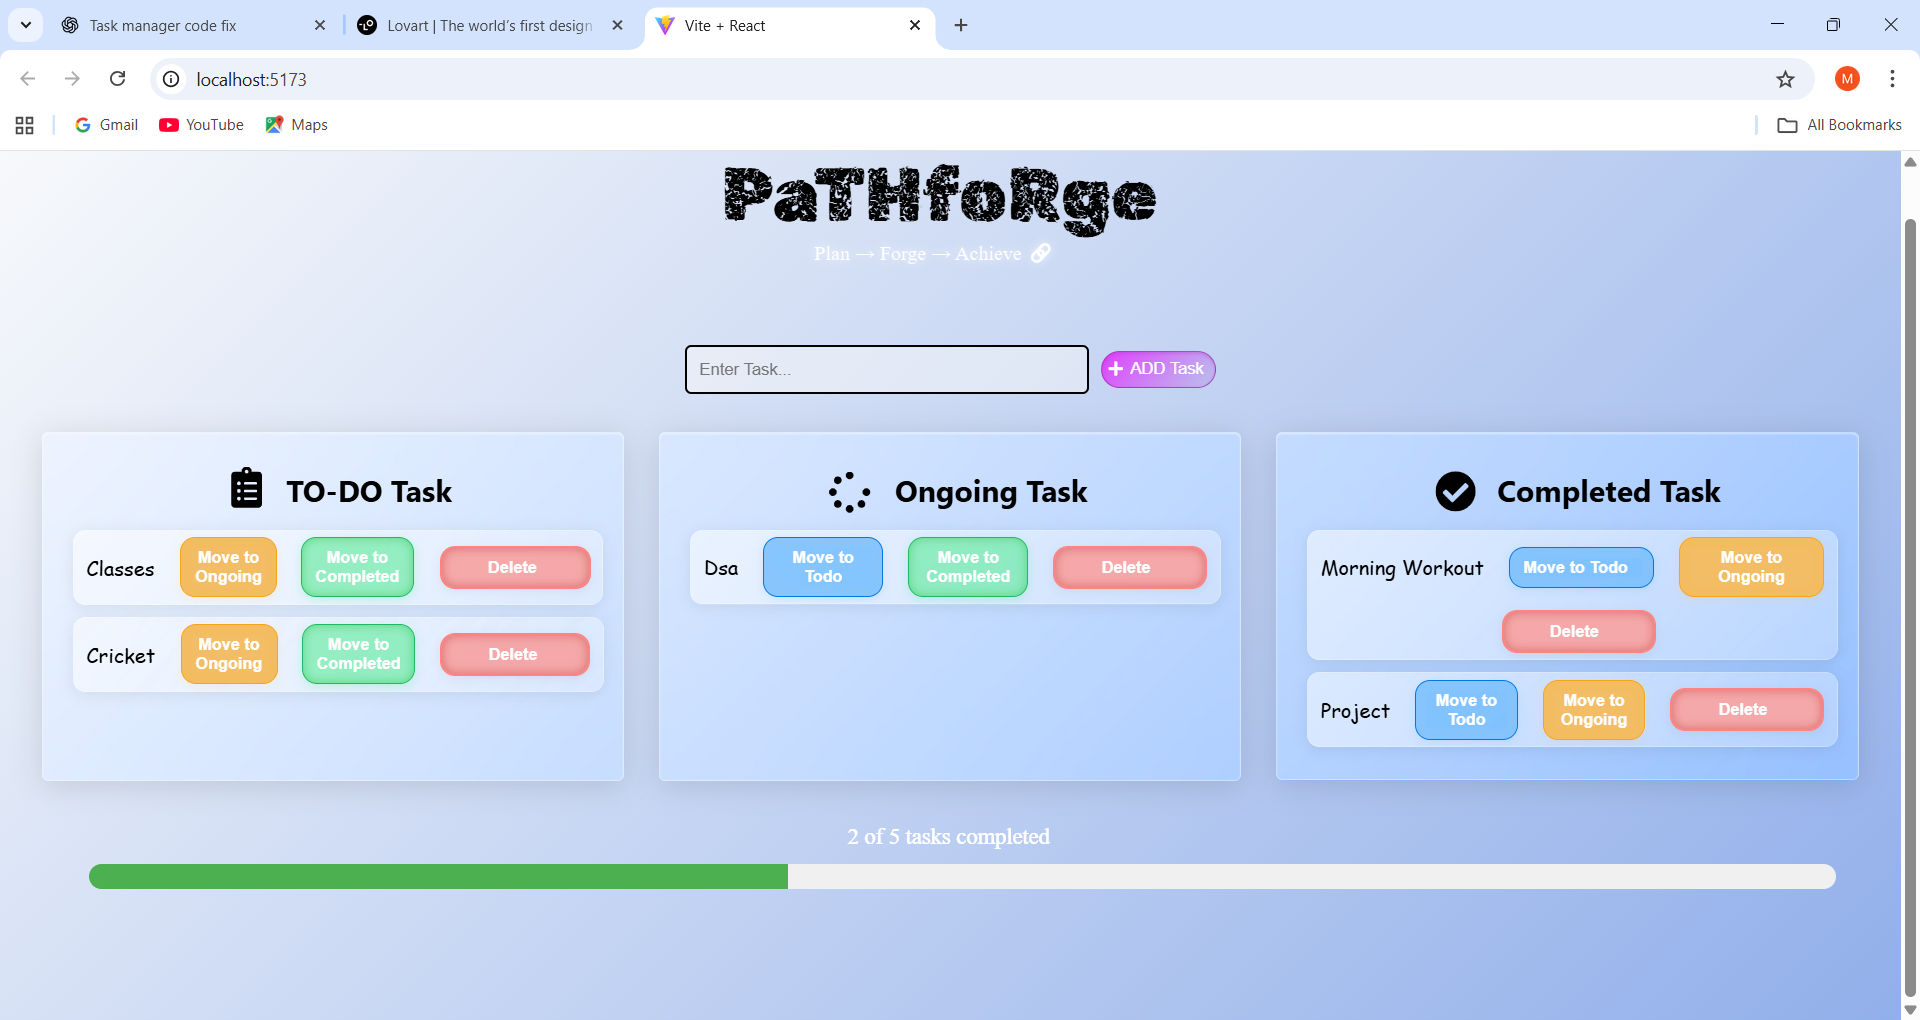 Task manager code fix
Lovart | The world's first design
Vite + React
localhost:5173
M
Gmail
YouTube
Maps
All Bookmarks
PaTHfoRge
Plan → Forge → Achieve
Enter Task...
ADD Task
TO-DO Task
Classes
Move to
Ongoing
Move to
Completed
Delete
Cricket
Move to
Ongoing
Move to
Completed
Delete
Ongoing Task
Dsa
Move to
Todo
Move to
Completed
Delete
Completed Task
Morning Workout
Move to Todo
Move to
Ongoing
Delete
Project
Move to
Todo
Move to
Ongoing
Delete
2 of 5 tasks completed